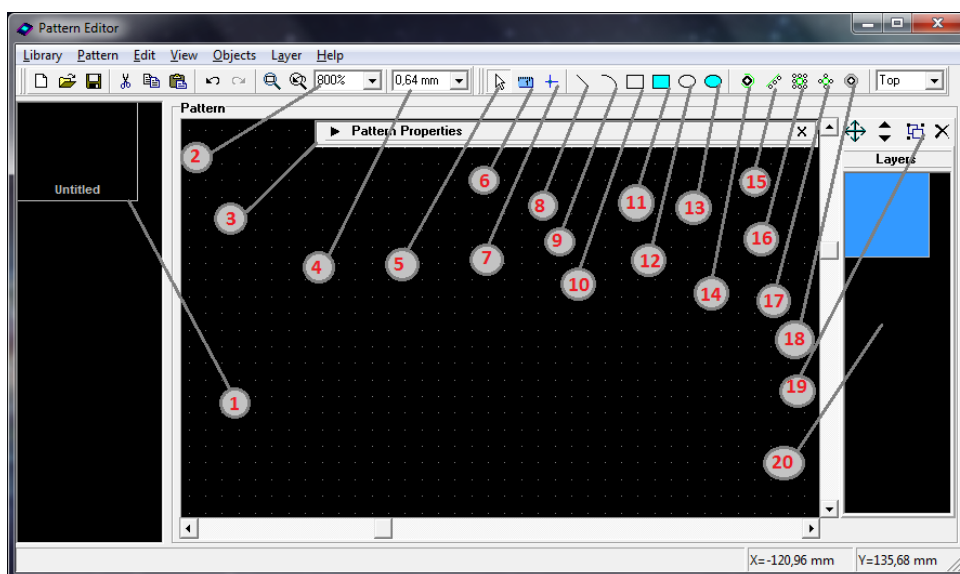 Pattern Editor
Library Pattern Edit View Objects Layer Help
800% 0,64 mm Top
Pattern
Pattern Properties X
Layers
Untitled
2
6
15
8
11
13
3
9
16
4
5
7
12
10
14
17
18
19
1
20
X=-120,96 mm Y=135,68 mm